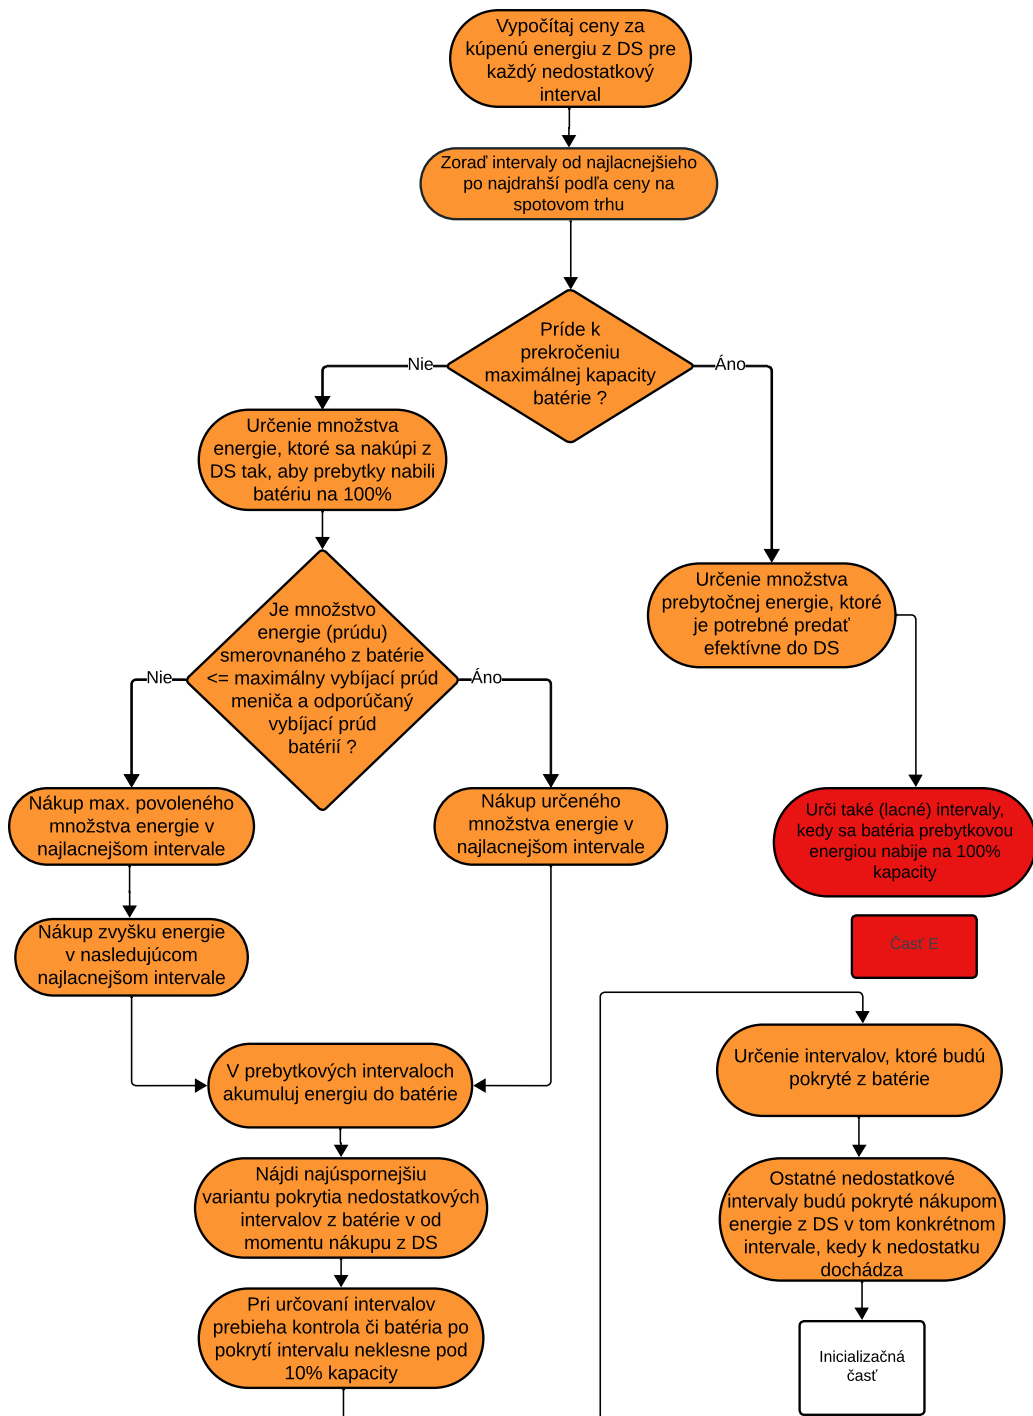 Vypočítaj ceny za
kúpenú energiu z DS pre
každý nedostatkový
interval
Zoraď intervaly od najlacnejšieho
po najdrahší podľa ceny na
spotovom trhu
Príde k
prekročeniu
maximálnej kapacity
batérie ?
Nie
Áno
Určenie množstva
energie, ktoré sa nakúpi z
DS tak, aby prebytky nabili
batériu na 100%
Určenie množstva
prebytočnej energie, ktoré
je potrebné predať
efektívne do DS
Je množstvo
energie (prúdu)
smerovnaného z batérie
<= maximálny vybíjací prúd
meniča a odporúčaný
vybíjací prúd
batérií ?
Nie
Áno
Nákup max. povoleného
množstva energie v
najlacnejšom intervale
Nákup určeného
množstva energie v
najlacnejšom intervale
Urči také (lacné) intervaly,
kedy sa batéria prebytkovou
energiou nabije na 100%
kapacity
Nákup zvyšku energie
v nasledujúcom
najlacnejšom intervale
Časť E
V prebytkových intervaloch
akumuluj energiu do batérie
Určenie intervalov, ktoré budú
pokryté z batérie
Nájdi najúspornejšiu
variantu pokrytia nedostatkových
intervalov z batérie v od
momentu nákupu z DS
Ostatné nedostatkové
intervaly budú pokryté nákupom
energie z DS v tom konkrétnom
intervale, kedy k nedostatku
dochádza
Pri určovaní intervalov
prebieha kontrola či batéria po
pokrytí intervalu neklesne pod
10% kapacity
Inicializačná
časť